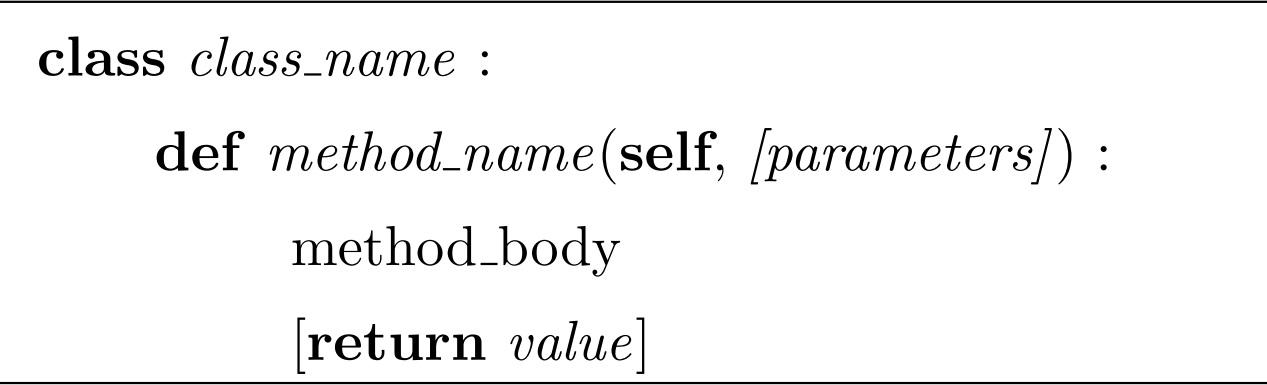 class class_name :
def method_name(self, [parameters]) :
method_body
[return value]